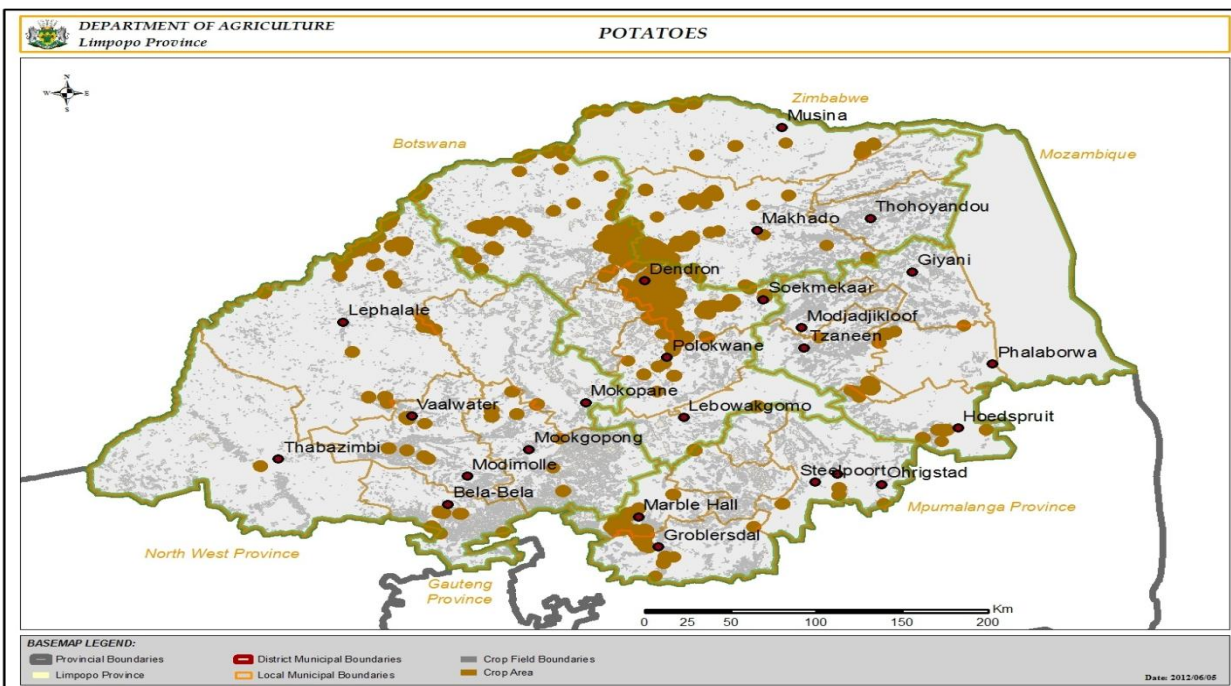 DEPARTMENT OF AGRICULTURE
Limpopo Province
POTATOES
N
W E
S
Zimbabwe
Musina
Botswana
Mozambique
Thohoyandou
Makhado
Giyani
Dendron
Soekmekaar
Lephalale
Modjadjikloof
Tzaneen
Polokwane
Phalaborwa
Mokopane
Vaalwater
Lebowakgomo
Hoedspruit
Mookgopong
Thabazimbi
Modimolle
Steelpoort
Ohrigstad
Bela-Bela
Marble Hall
Mpumalanga Province
Groblersdal
North West Province
Gauteng
Province
Km
0 25 50 100 150 200
BASEMAP LEGEND:
Provincial Boundaries
District Municipal Boundaries
Crop Field Boundaries
Limpopo Province
Local Municipal Boundaries
Crop Area
Date: 2012/06/05